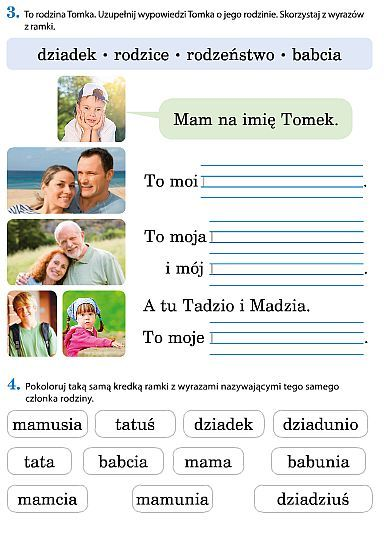 3. To rodzina Tomka. Uzupełnij wypowiedzi Tomka o jego rodzinie. Skorzystaj z wyrazów
z ramki.
dziadek • rodzice • rodzeństwo • babcia
Mam na imię Tomek.
To moi .
To moja
i mój .
A tu Tadzio i Madzia.
To moje .
4. Pokoloruj taką samą kredką ramki z wyrazami nazywającymi tego samego
członka rodziny.
mamusia tatuś dziadek dziadunio
tata babcia mama babunia
mamcia mamunia dziadziuś